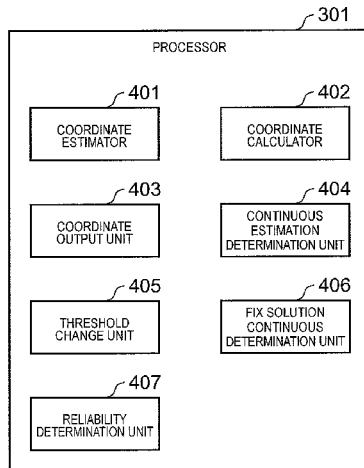 301
PROCESSOR
401
402
COORDINATE
ESTIMATOR
COORDINATE
CALCULATOR
403
404
COORDINATE
OUTPUT UNIT
CONTINUOUS
ESTIMATION
DETERMINATION UNIT
405
406
THRESHOLD
CHANGE UNIT
FIX SOLUTION
CONTINUOUS
DETERMINATION UNIT
407
RELIABILITY
DETERMINATION UNIT